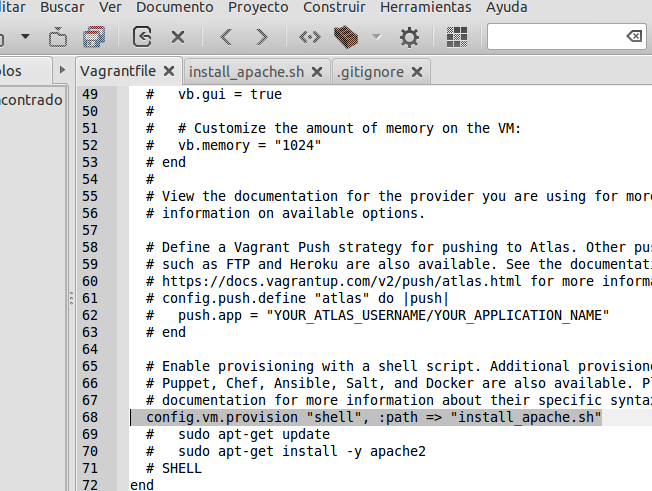 itar Buscar Ver Documento Proyecto Construir Herramientas Ayuda
olos Vagrantfile install_apache.sh .gitignore
contrado
49 # vb.gui = true
50 #
51 # # Customize the amount of memory on the VM:
52 # vb.memory = "1024"
53 # end
54 #
55 # View the documentation for the provider you are using for more
56 # information on available options.
57
58 # Define a Vagrant Push strategy for pushing to Atlas. Other pus
59 # such as FTP and Heroku are also available. See the documentati
60 # https://docs.vagrantup.com/v2/push/atlas.html for more informa
61 # config.push.define "atlas" do |push|
62 # push.app = "YOUR_ATLAS_USERNAME/YOUR_APPLICATION_NAME"
63 # end
64
65 # Enable provisioning with a shell script. Additional provisione
66 # Puppet, Chef, Ansible, Salt, and Docker are also available. Pl
67 # documentation for more information about their specific syntax
68 config.vm.provision "shell", :path => "install_apache.sh"
69 # sudo apt-get update
70 # sudo apt-get install -y apache2
71 # SHELL
72 end